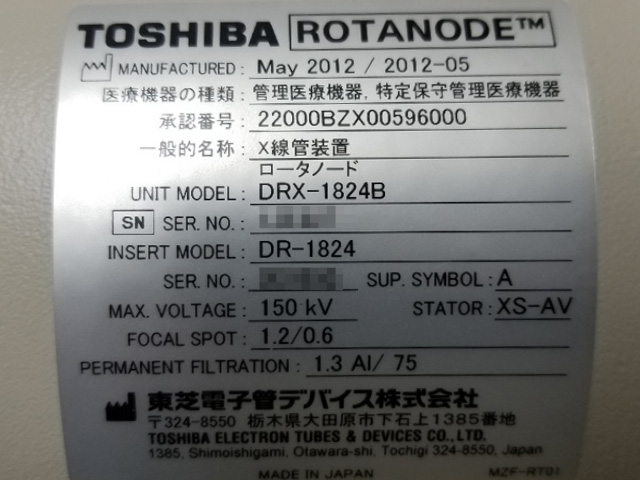 TOSHIBA ROTANODE™
MANUFACTURED : May 2012 / 2012-05
医療機器の種類 : 管理医療機器, 特定保守管理医療機器
承認番号 : 22000BZX00596000
一般的名称 : X線管装置
ロータノード
UNIT MODEL : DRX-1824B
SN SER. NO. :
INSERT MODEL : DR-1824
SER. NO. : SUP. SYMBOL : A
MAX. VOLTAGE : 150 kV STATOR : XS-AV
FOCAL SPOT : 1.2/0.6
PERMANENT FILTRATION : 1.3 Al/ 75
東芝電子管デバイス株式会社
〒324-8550 栃木県大田原市下石上1385番地
TOSHIBA ELECTRON TUBES & DEVICES CO., LTD.
1385, Shimoishigami, Otawara-shi, Tochigi 324-8550, Japan
MADE IN JAPAN MZF-RT01